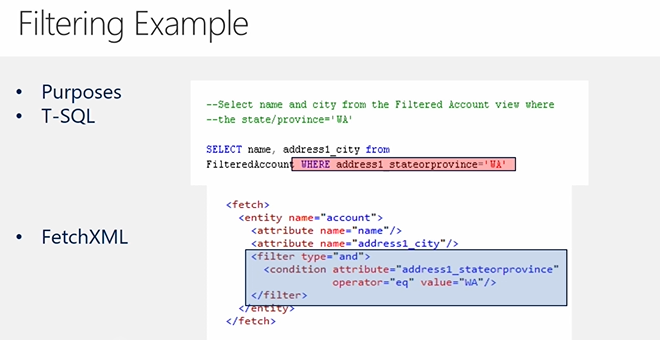 Filtering Example
• Purposes
• T-SQL
--Select name and city from the Filtered Account view where
--the state/province='WA'
SELECT name, address1_city from
FilteredAccount WHERE address1_stateorprovince='WA'
• FetchXML
<fetch>
<entity name="account">
<attribute name="name"/>
<attribute name="address1_city"/>
<filter type="and">
<condition attribute="address1_stateorprovince"
operator="eq" value="WA"/>
</filter>
</entity>
</fetch>